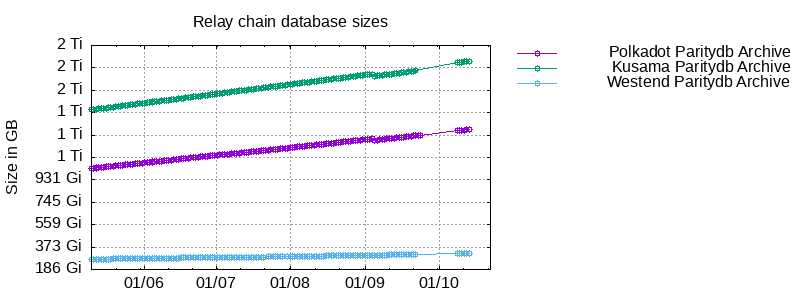 Relay chain database sizes
Polkadot Paritydb Archive
Kusama Paritydb Archive
Westend Paritydb Archive
Size in GB
2 Ti
2 Ti
2 Ti
1 Ti
1 Ti
1 Ti
931 Gi
745 Gi
559 Gi
373 Gi
186 Gi
01/06 01/07 01/08 01/09 01/10